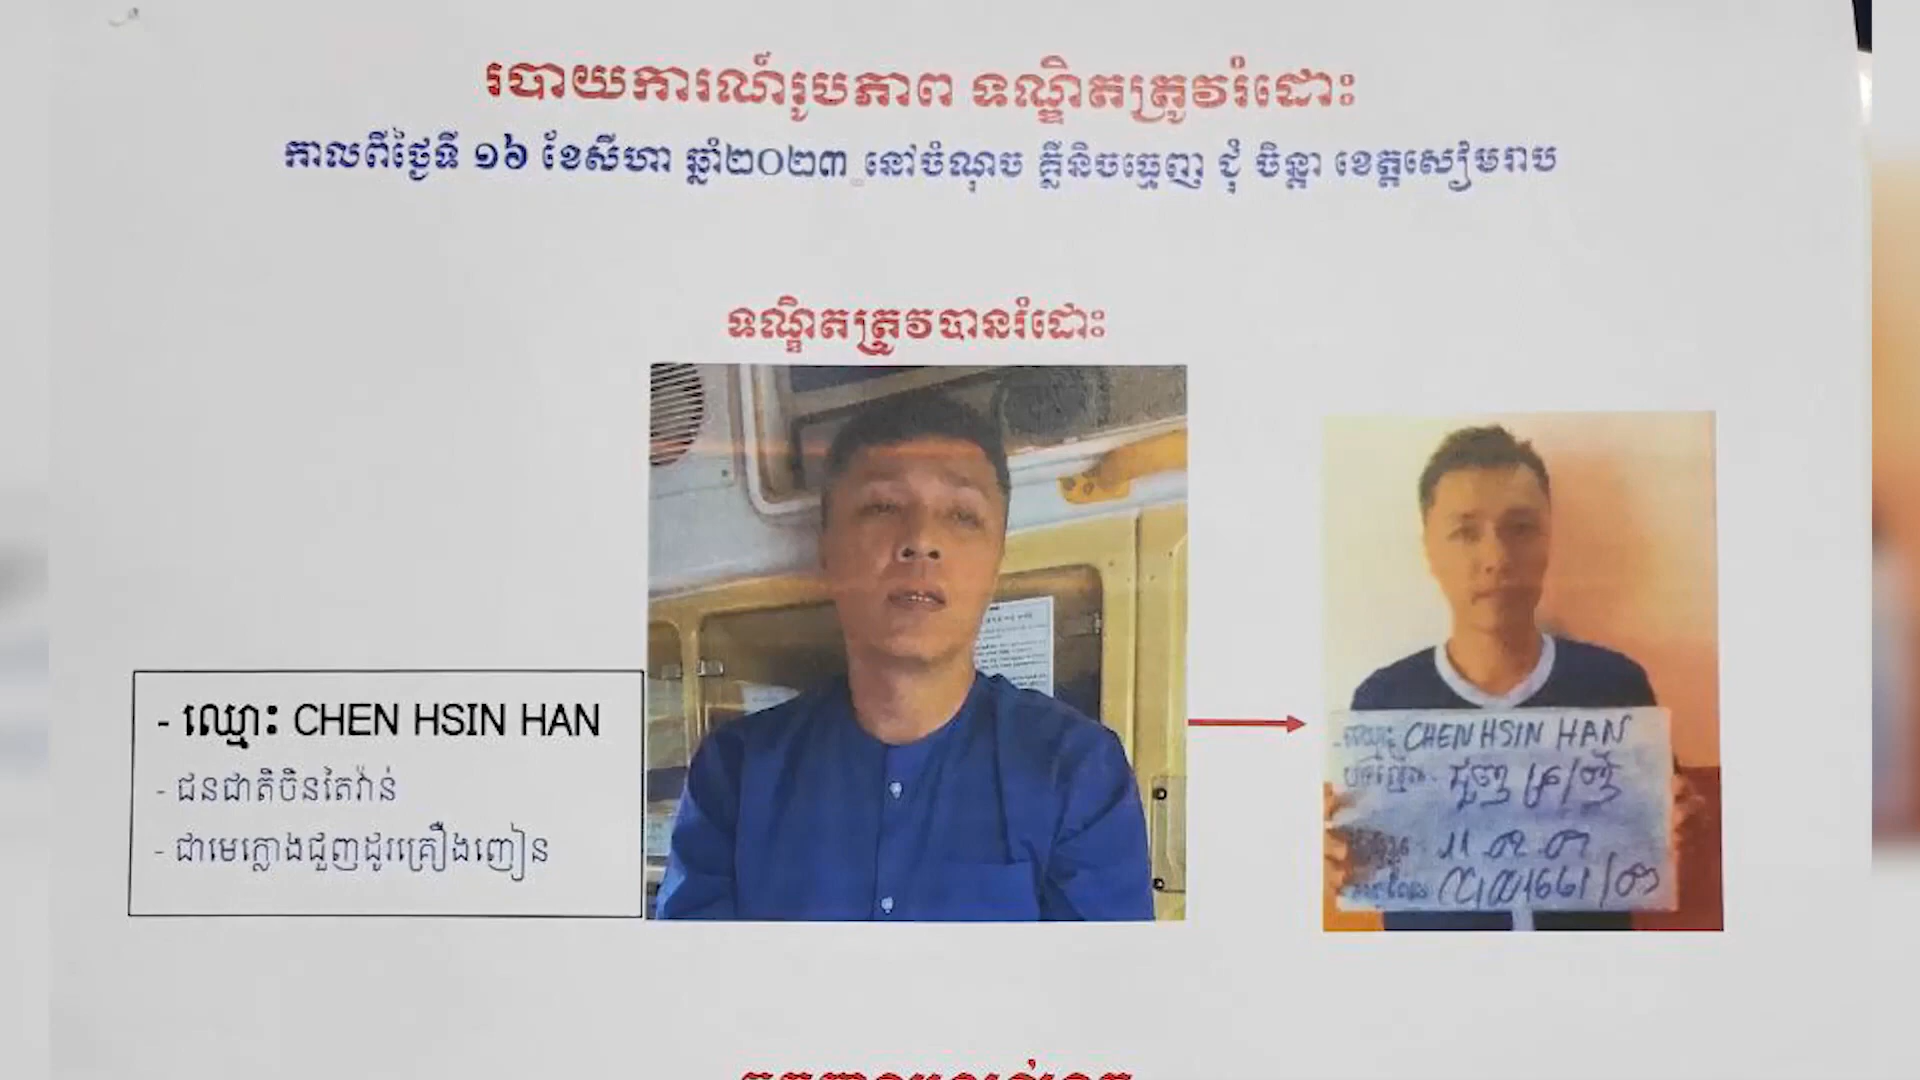 របាយការណ៍រូបភាព ទណ្ឌិតត្រូវរំដោះ
កាលពីថ្ងៃទី ១៦ ខែសីហា ឆ្នាំ២០២៣ នៅចំណុច គ្លីនិចធ្មេញ ជុំ ចិន្តា ខេត្តសៀមរាប
ទណ្ឌិតត្រូវបានរំដោះ
- ឈ្មោះ CHEN HSIN HAN
- ជនជាតិចិនតៃវ៉ាន់
- ជាមេក្លោងជួញដូរគ្រឿងញៀន
- ឈ្មោះ CHEN HSIN HAN